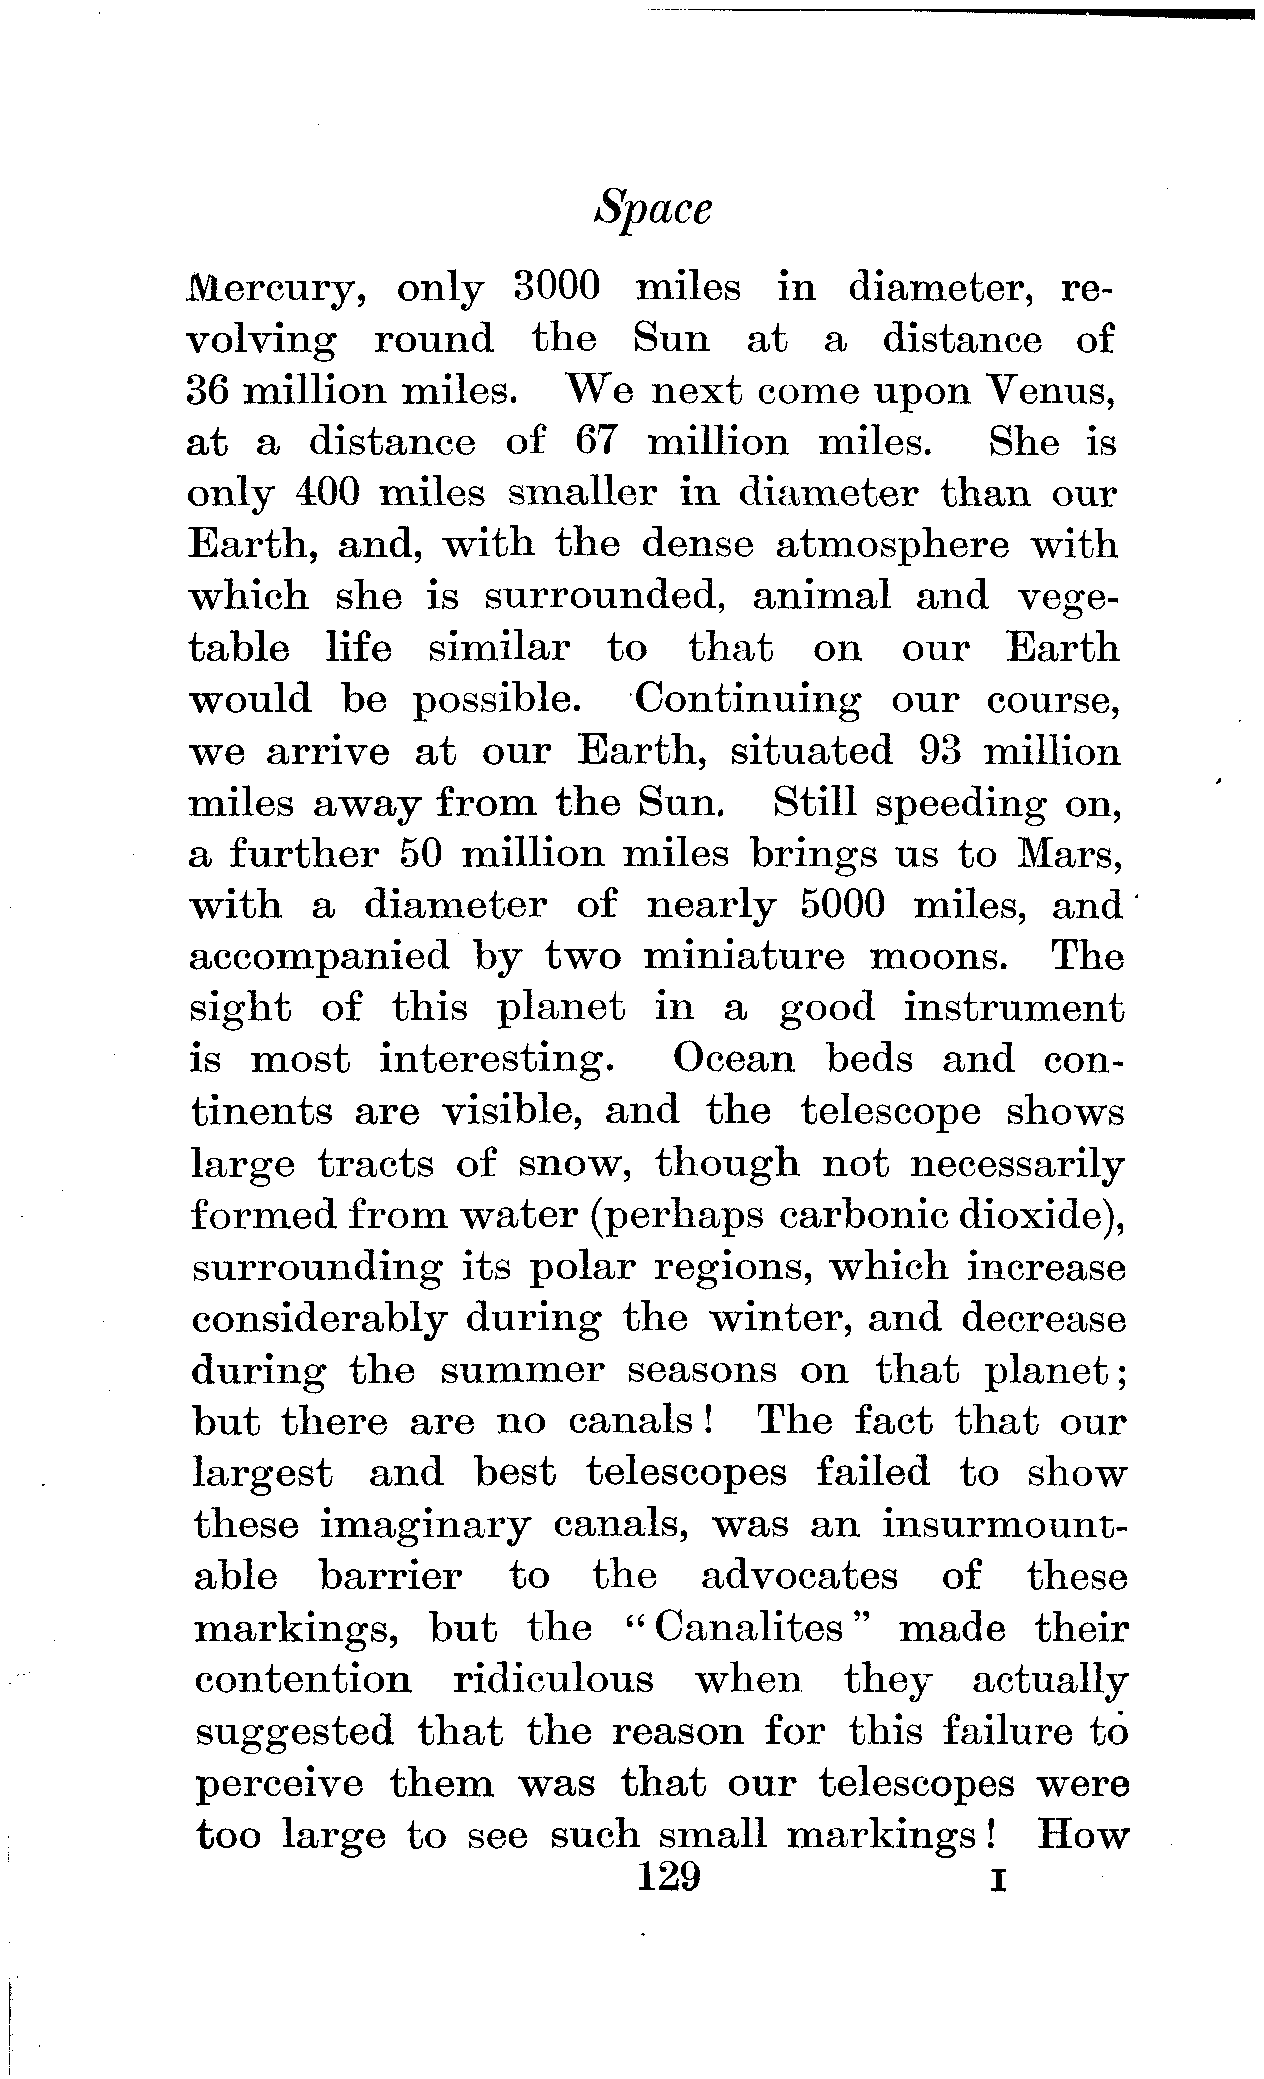 Space
Mercury, only 3000 miles in diameter, re-
volving round the Sun at a distance of
36 million miles. We next come upon Venus,
at a distance of 67 million miles. She is
only 400 miles smaller in diameter than our
Earth, and, with the dense atmosphere with
which she is surrounded, animal and vege-
table life similar to that on our Earth
would be possible. Continuing our course,
we arrive at our Earth, situated 93 million
miles away from the Sun. Still speeding on,
a further 50 million miles brings us to Mars,
with a diameter of nearly 5000 miles, and
accompanied by two miniature moons. The
sight of this planet in a good instrument
is most interesting. Ocean beds and con-
tinents are visible, and the telescope shows
large tracts of snow, though not necessarily
formed from water (perhaps carbonic dioxide),
surrounding its polar regions, which increase
considerably during the winter, and decrease
during the summer seasons on that planet;
but there are no canals! The fact that our
largest and best telescopes failed to show
these imaginary canals, was an insurmount-
able barrier to the advocates of these
markings, but the "Canalites" made their
contention ridiculous when they actually
suggested that the reason for this failure to
perceive them was that our telescopes were
too large to see such small markings! How
129 I